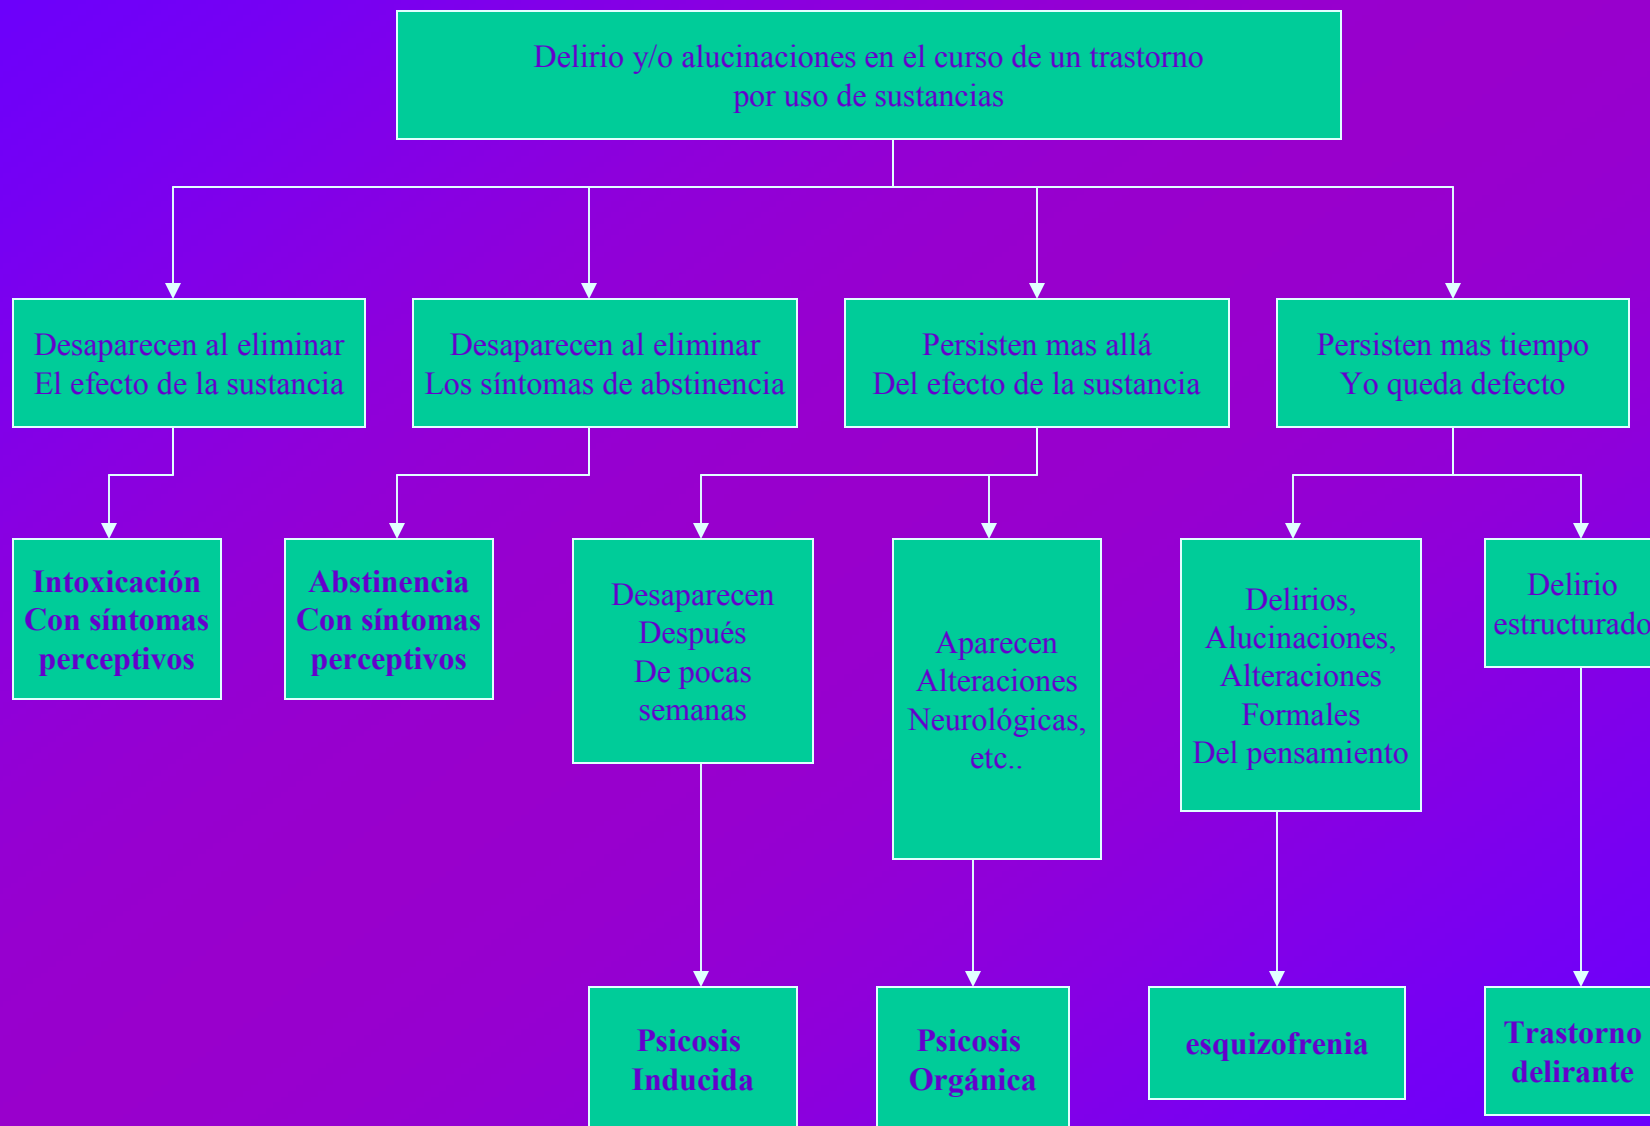 Delirio y/o alucinaciones en el curso de un trastorno
por uso de sustancias
Desaparecen al eliminar
El efecto de la sustancia
Desaparecen al eliminar
Los síntomas de abstinencia
Persisten mas allá
Del efecto de la sustancia
Persisten mas tiempo
Yo queda defecto
Intoxicación
Con síntomas
perceptivos
Abstinencia
Con síntomas
perceptivos
Desaparecen
Después
De pocas
semanas
Aparecen
Alteraciones
Neurológicas,
etc..
Delirios,
Alucinaciones,
Alteraciones
Formales
Del pensamiento
Delirio
estructurado
Psicosis
Inducida
Psicosis
Orgánica
esquizofrenia
Trastorno
delirante